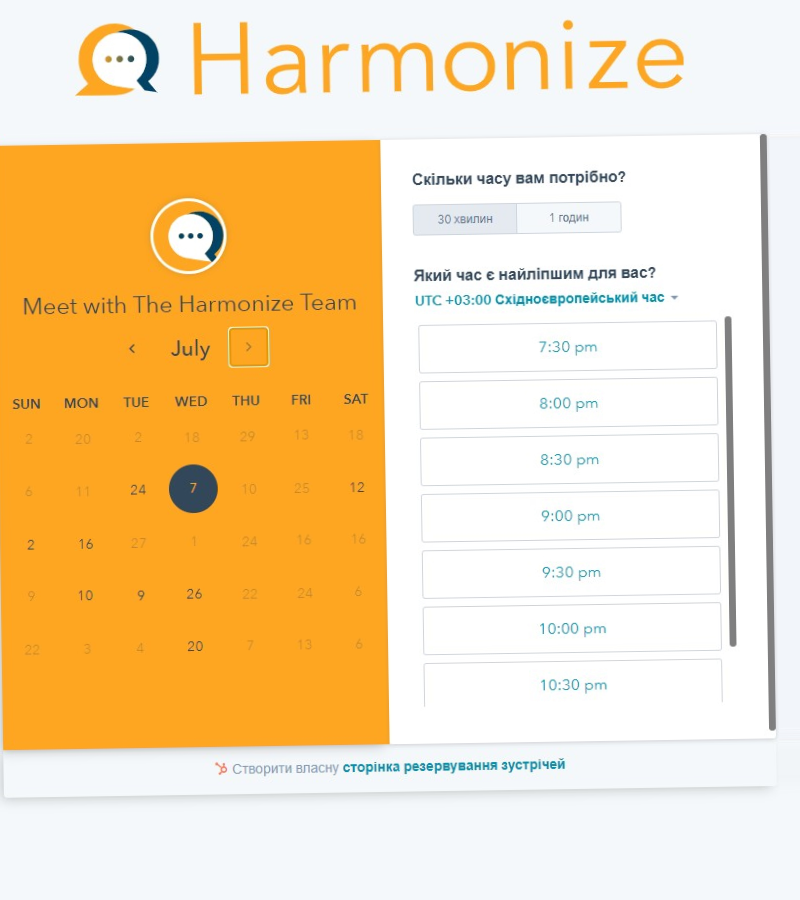 Harmonize
Meet with The Harmonize Team
July
SUN MON TUE WED THU FRI SAT
2 20 2 18 29 13 18
6 11 24 7 10 25 12
2 16 27 1 24 16 16
9 10 9 26 22 24 6
22 3 4 20 7 13 6
Скільки часу вам потрібно?
30 хвилин 1 годин
Який час є найліпшим для вас?
UTC +03:00 Східноєвропейський час
7:30 pm
8:00 pm
8:30 pm
9:00 pm
9:30 pm
10:00 pm
10:30 pm
Створити власну сторінка резервування зустрічей